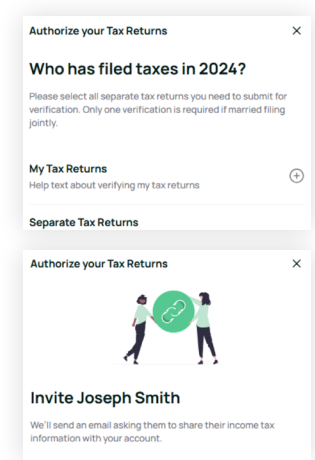 Authorize your Tax Returns
Who has filed taxes in 2024?
Please select all separate tax returns you need to submit for
verification. Only one verification is required if married filing
jointly.
My Tax Returns
Help text about verifying my tax returns
Separate Tax Returns
Authorize your Tax Returns
Invite Joseph Smith
We'll send an email asking them to share their income tax
information with your account.